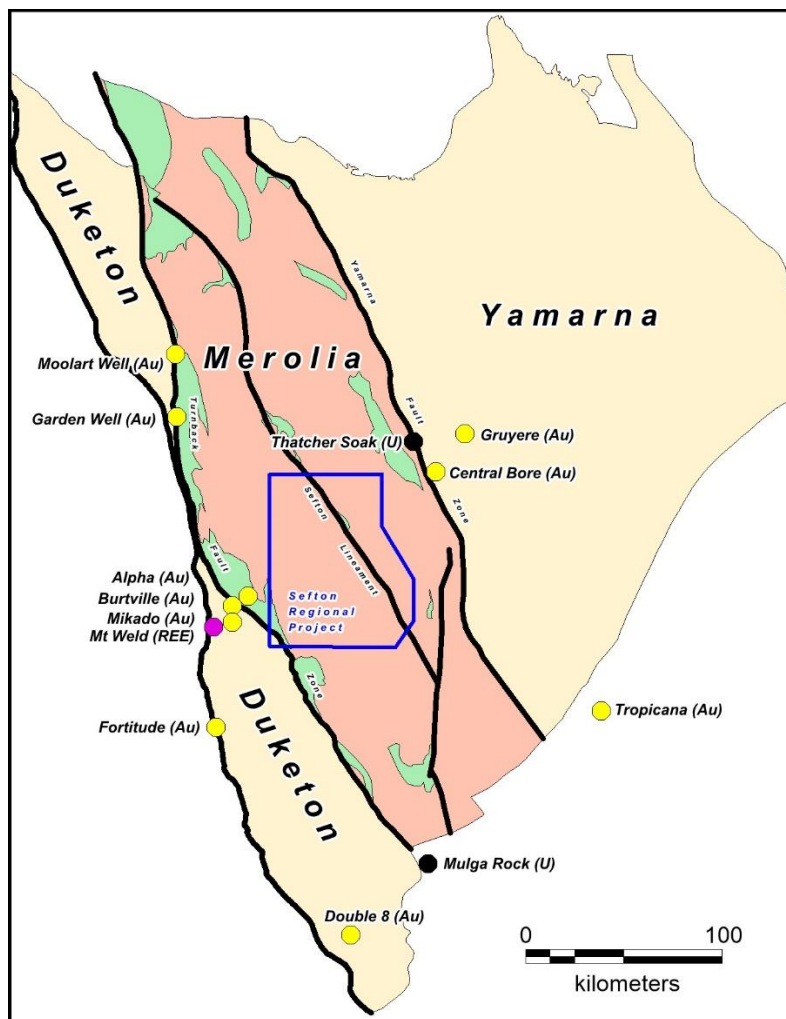 Duketon
Yamarna
Yamarna
Merolia
Moolart Well (Au)
Turnback
Garden Well (Au)
Fault
Gruyere (Au)
Thatcher Soak (U)
Central Bore (Au)
Sefton
Zone
Lineament
Fault
Alpha (Au)
Burtville (Au)
Mikado (Au)
Mt Weld (REE)
Sefton
Regional
Project
Zone
Duketon
Tropicana (Au)
Fortitude (Au)
Mulga Rock (U)
Double 8 (Au)
0 100
kilometers